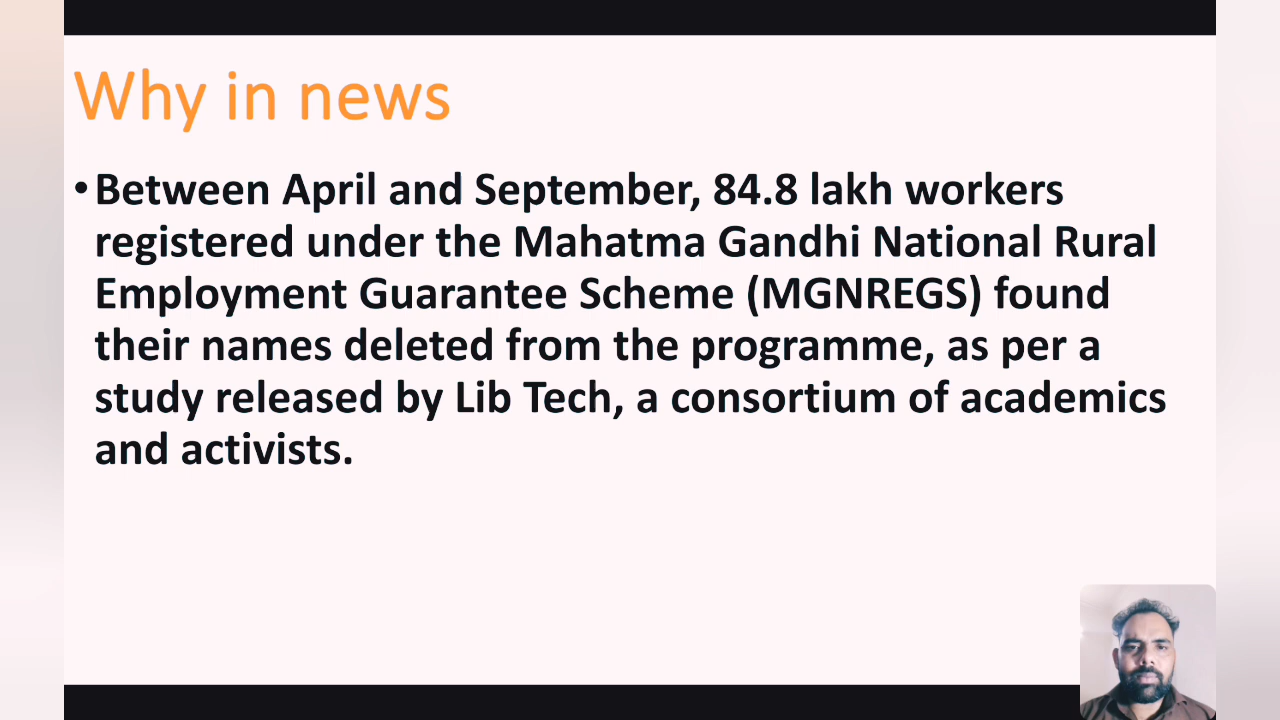 Why in news
• Between April and September, 84.8 lakh workers
registered under the Mahatma Gandhi National Rural
Employment Guarantee Scheme (MGNREGS) found
their names deleted from the programme, as per a
study released by Lib Tech, a consortium of academics
and activists.